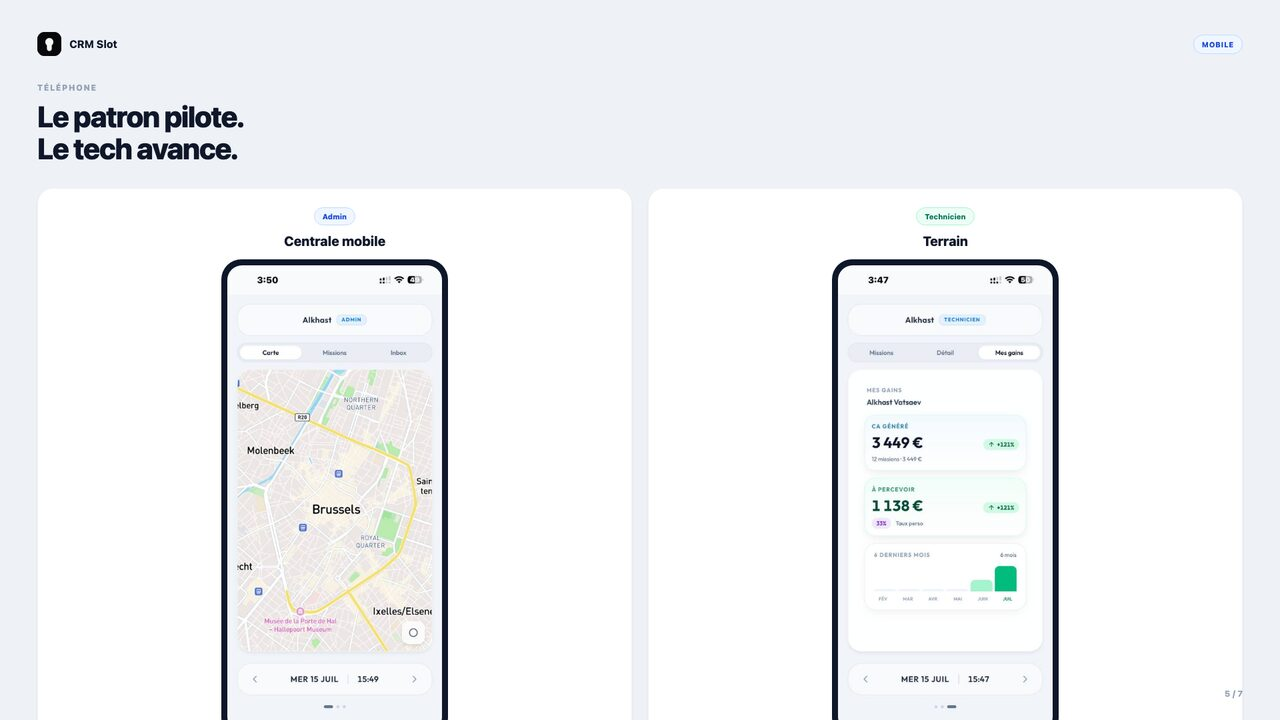 CRM Slot
MOBILE
TÉLÉPHONE
Le patron pilote.
Le tech avance.
Admin
Centrale mobile
3:50
Alkhast ADMIN
Carte Missions Inbox
elberg
R20
NORTHERN
QUARTER
Molenbeek
Sain
ten
Brussels
ROYAL
QUARTER
echt
Ixelles/Elsene
Musée de la Porte de Hal
– Hallepoort Museum
MER 15 JUIL 15:49
Technicien
Terrain
3:47
Alkhast TECHNICIEN
Missions Détail Mes gains
MES GAINS
Alkhast Vatsaev
CA GÉNÉRÉ
3 449 € ↑ +121%
12 missions · 3 449 €
À PERCEVOIR
1 138 € ↑ +121%
33% Taux perso
6 DERNIERS MOIS 6 mois
FÉV MAR AVR MAI JUIN JUIL
MER 15 JUIL 15:47
5 / 7